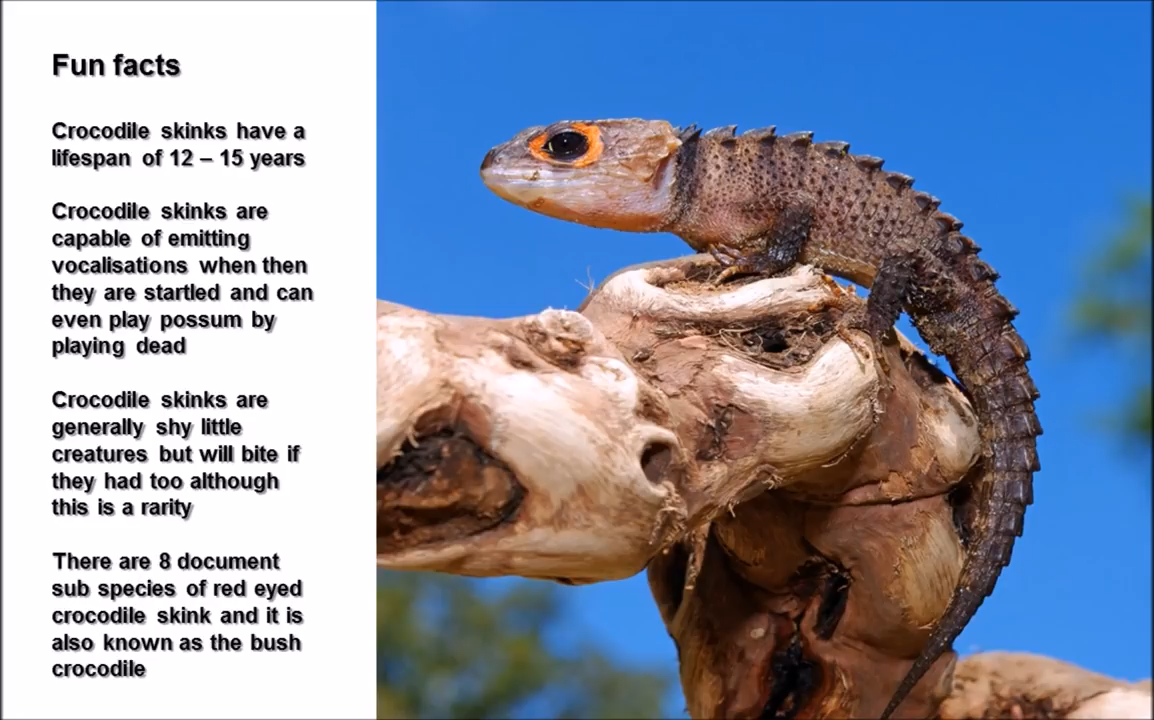 Fun facts
Crocodile skinks have a
lifespan of 12 – 15 years
Crocodile skinks are
capable of emitting
vocalisations when then
they are startled and can
even play possum by
playing dead
Crocodile skinks are
generally shy little
creatures but will bite if
they had too although
this is a rarity
There are 8 document
sub species of red eyed
crocodile skink and it is
also known as the bush
crocodile